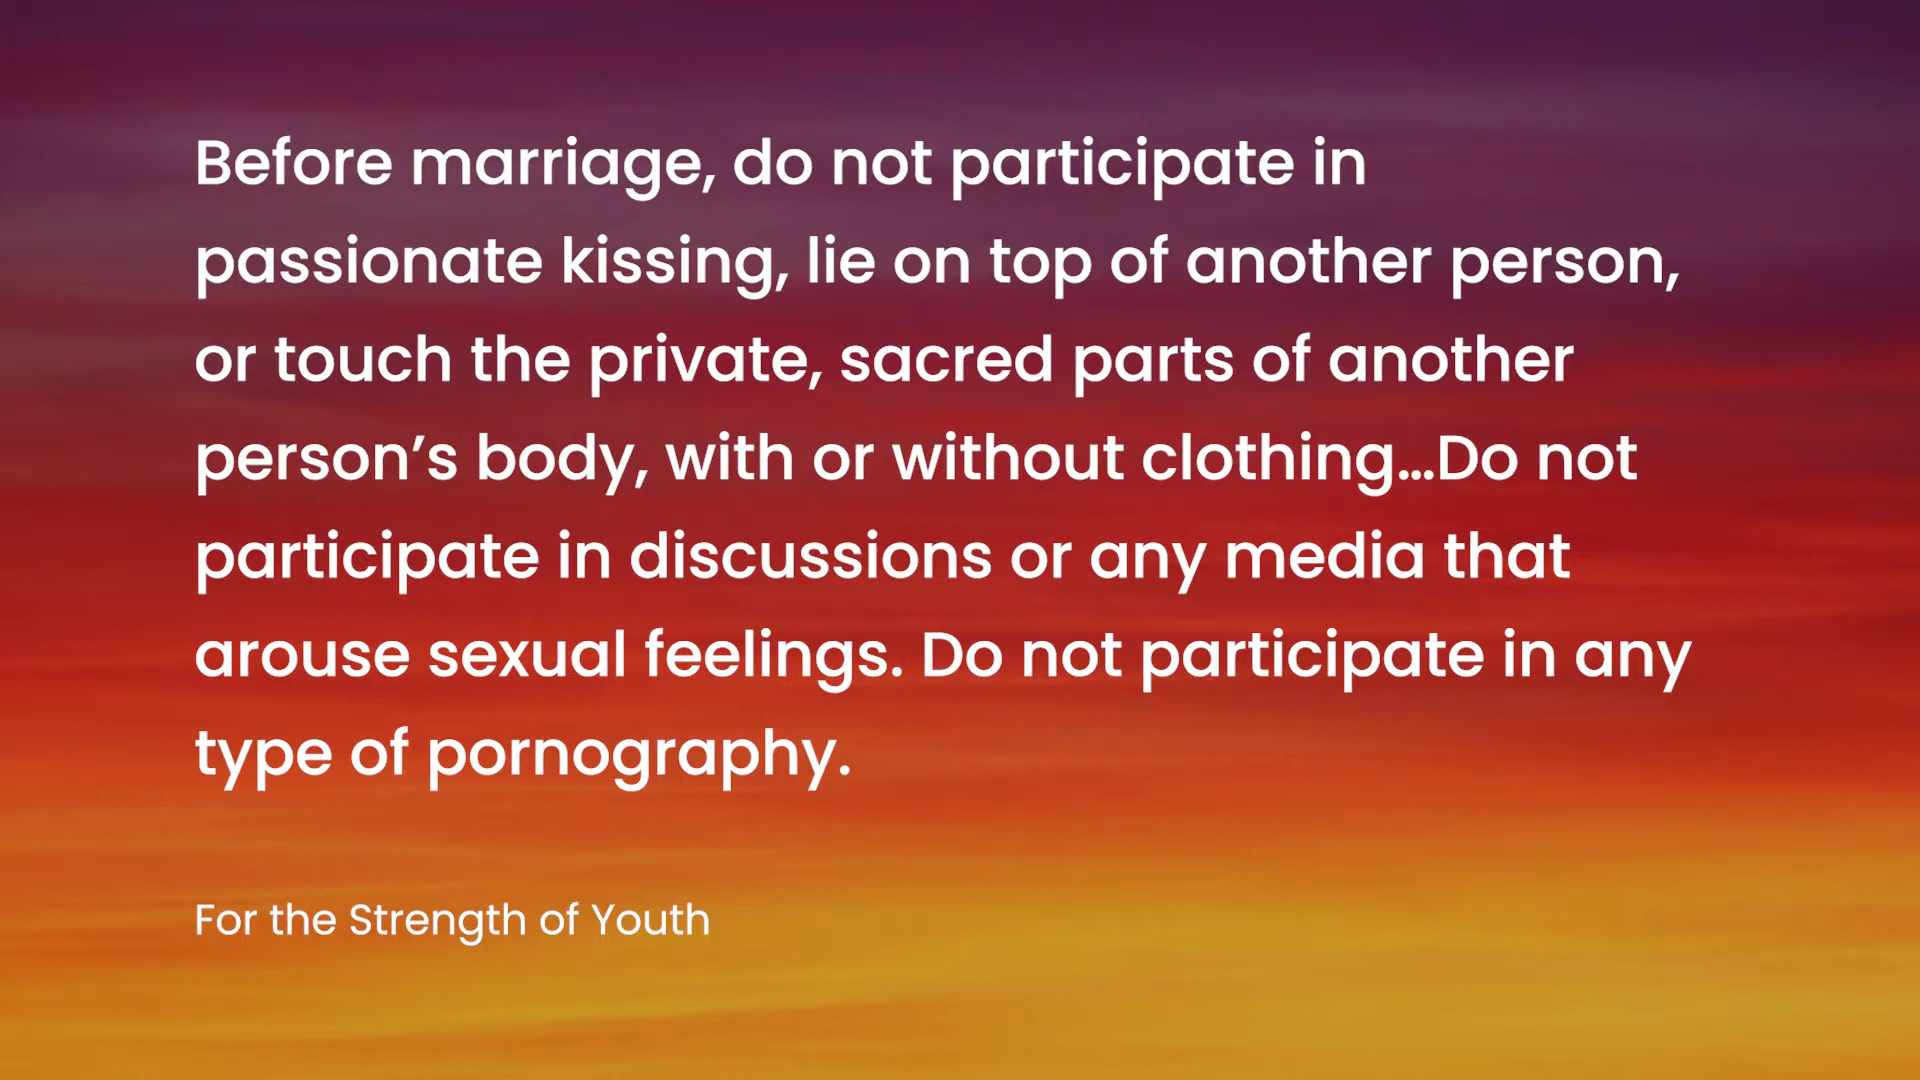 Before marriage, do not participate in
passionate kissing, lie on top of another person,
or touch the private, sacred parts of another
person’s body, with or without clothing...Do not
participate in discussions or any media that
arouse sexual feelings. Do not participate in any
type of pornography.
For the Strength of Youth